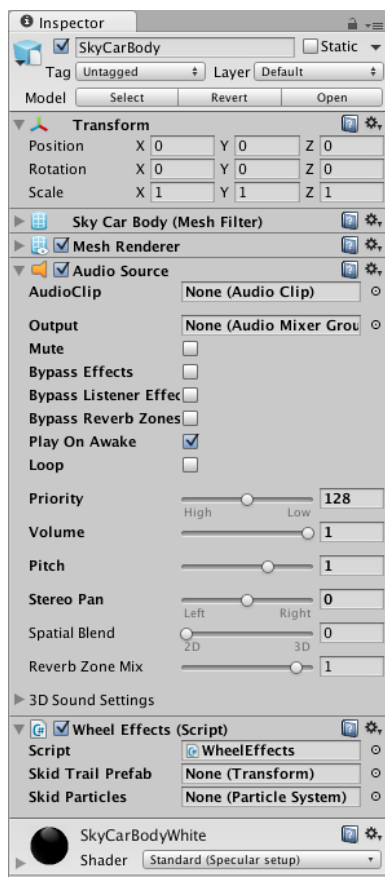 Inspector
SkyCarBody Static
Tag Untagged Layer Default
Model Select Revert Open
Transform
Position X 0 Y 0 Z 0
Rotation X 0 Y 0 Z 0
Scale X 1 Y 1 Z 1
Sky Car Body (Mesh Filter)
Mesh Renderer
Audio Source
AudioClip None (Audio Clip)
Output None (Audio Mixer Grou
Mute
Bypass Effects
Bypass Listener Effec
Bypass Reverb Zones
Play On Awake
Loop
Priority 128
High Low
Volume 1
Pitch 1
Stereo Pan 0
Left Right
Spatial Blend 0
2D 3D
Reverb Zone Mix 1
3D Sound Settings
Wheel Effects (Script)
Script WheelEffects
Skid Trail Prefab None (Transform)
Skid Particles None (Particle System)
SkyCarBodyWhite
Shader Standard (Specular setup)